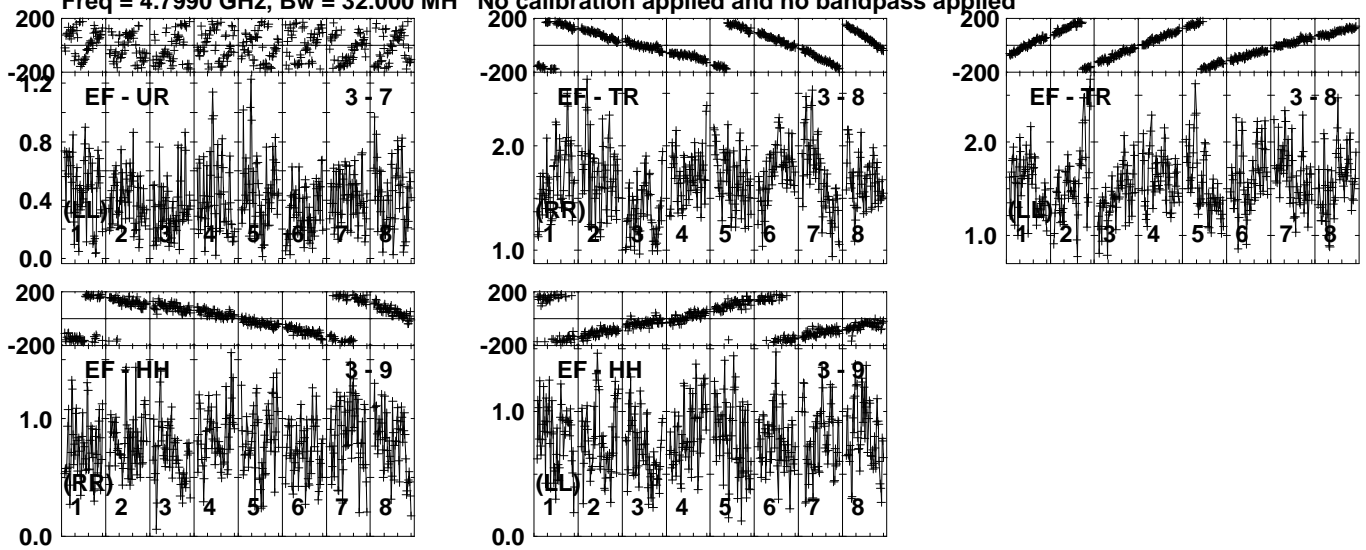 Freq = 4.7990 GHz, Bw = 32.000 MH No calibration applied and no bandpass applied
200
-200
1.2
0.8
0.4
0.0
EF - UR
3 - 7
(LL)
1 2 3 4 5 6 7 8
200
-200
2.0
1.0
EF - TR
3 - 8
(RR)
1 2 3 4 5 6 7 8
200
-200
2.0
1.0
EF - TR
3 - 8
(LL)
1 2 3 4 5 6 7 8
200
-200
1.0
0.0
EF - HH
3 - 9
(RR)
1 2 3 4 5 6 7 8
200
-200
1.0
0.0
EF - HH
3 - 9
(LL)
1 2 3 4 5 6 7 8